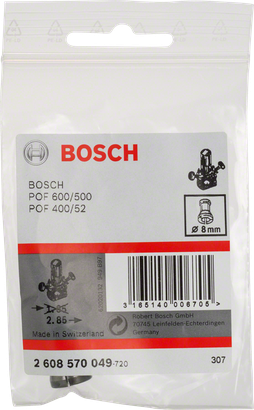 BOSCH
BOSCH
POF 600/500
POF 400/52
ø 8 mm
2.85
Made in Switzerland
3 165140 006705
Robert Bosch GmbH
70745 Leinfelden-Echterdingen
Germany
2 608 570 049-720
307